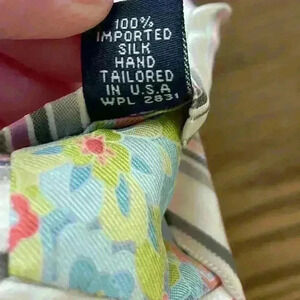 100%
IMPORTED
SILK
HAND
TAILORED
IN U.S.A
WPL 2831